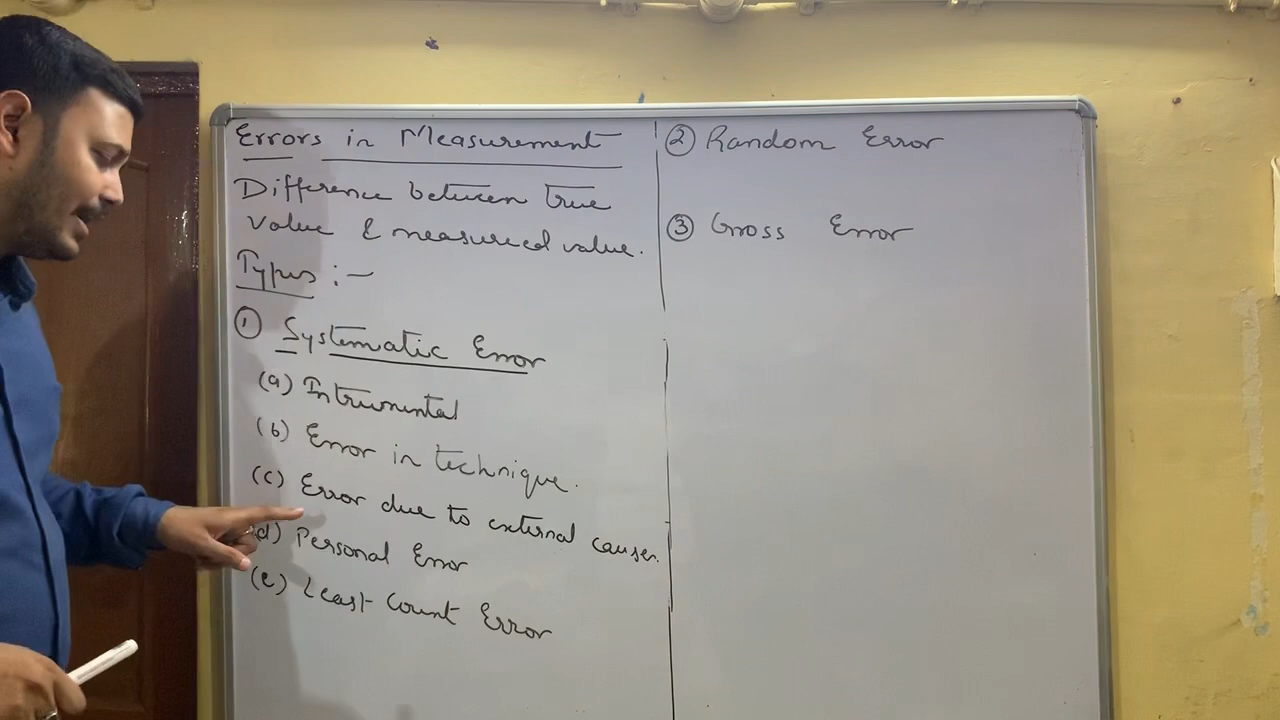 Errors in Measurement
Difference between true
value & measured value.
Types :-
① Systematic Error
(a) Intrumental
(b) Error in technique.
(c) Error due to external causes.
(d) Personal Error
(e) Least Count Error
② Random Error
③ Gross Error